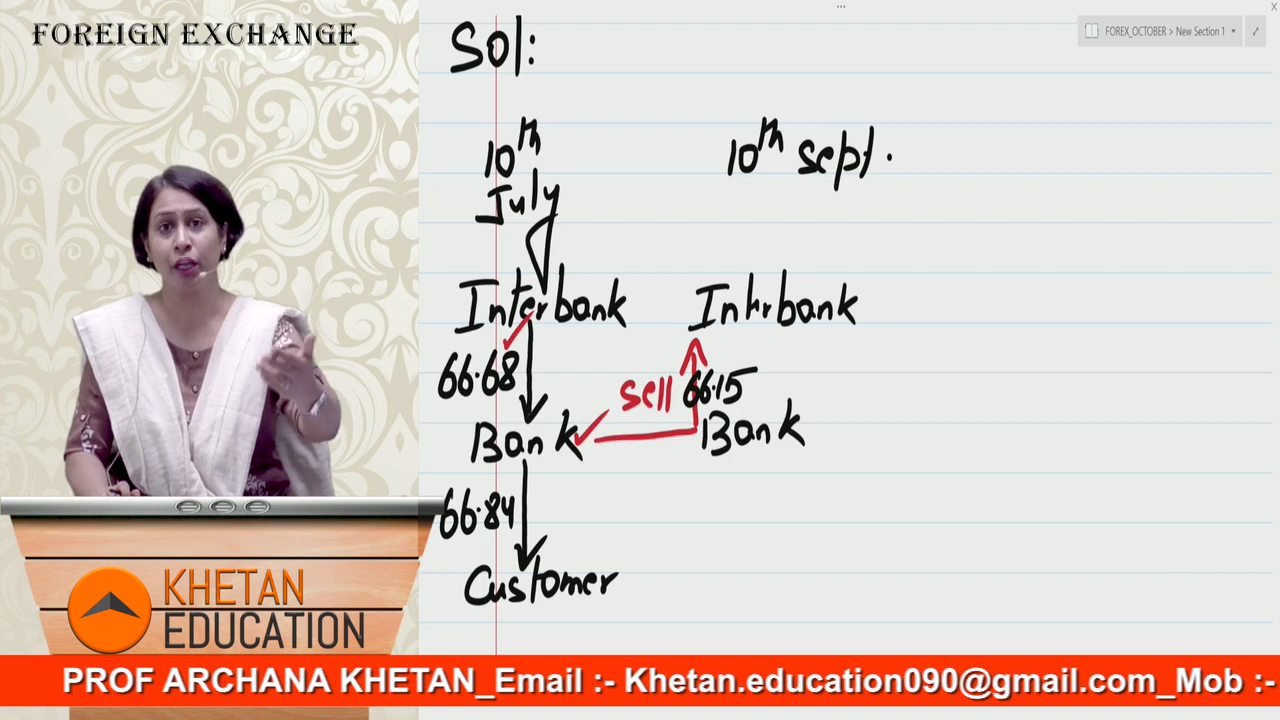 FOREIGN EXCHANGE
FOREX_OCTOBER > New Section 1
Sol:
10th
July
10th sept.
Interbank
Interbank
66.68
sell
66.15
Bank
Bank
66.84
Customer
KHETAN
EDUCATION
PROF ARCHANA KHETAN_Email :- Khetan.education090@gmail.com_Mob :-